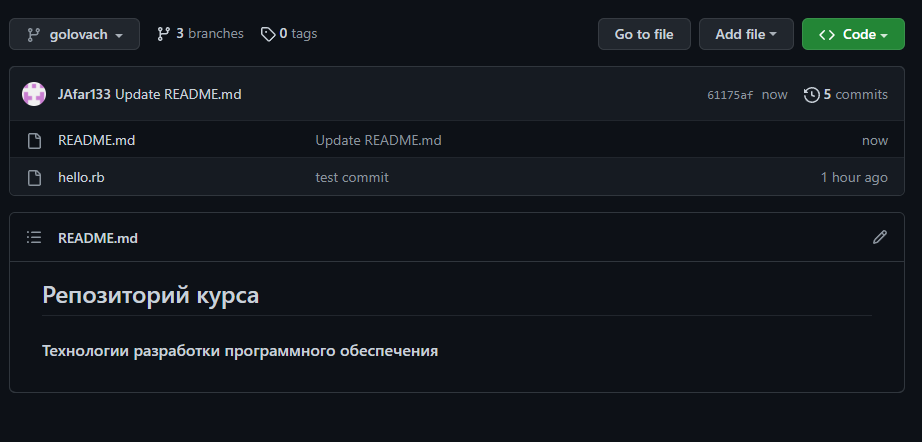 golovach 3 branches 0 tags Go to file Add file Code
JAfar133 Update README.md 61175af now 5 commits
README.md Update README.md now
hello.rb test commit 1 hour ago
README.md
Репозиторий курса
Технологии разработки программного обеспечения